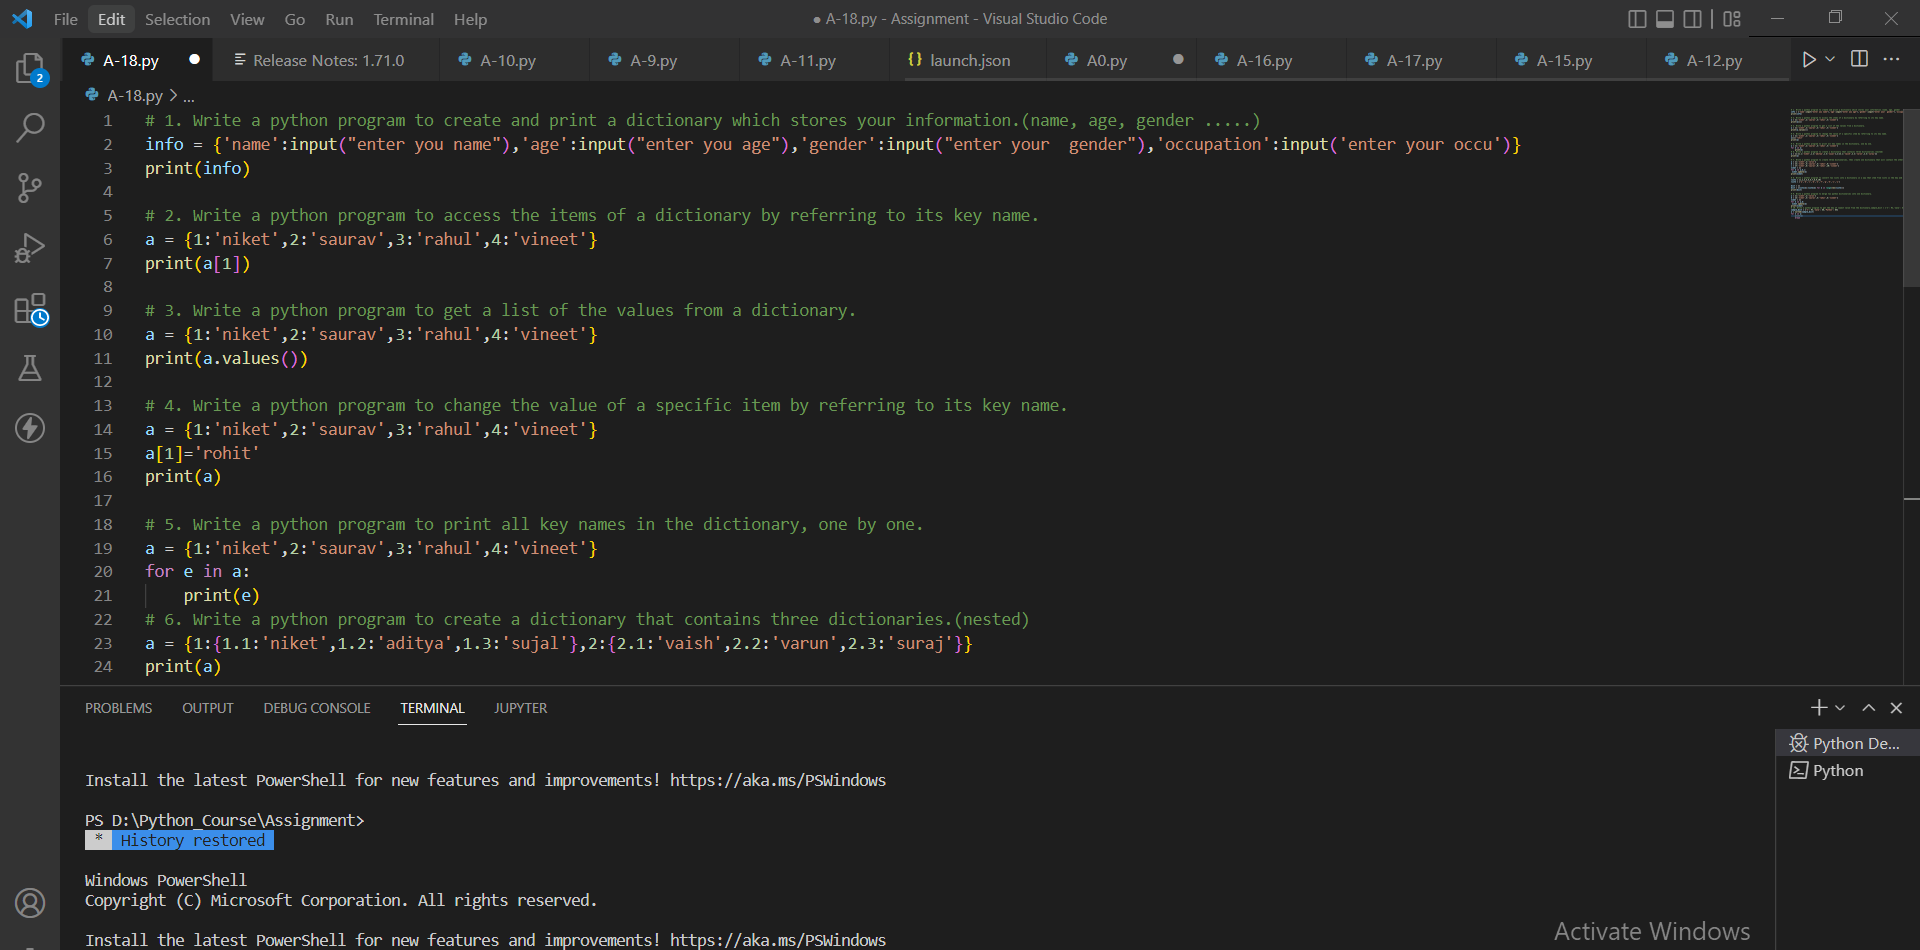 File Edit Selection View Go Run Terminal Help
● A-18.py - Assignment - Visual Studio Code
A-18.py ● Release Notes: 1.71.0 A-10.py A-9.py A-11.py {} launch.json A0.py ● A-16.py A-17.py A-15.py A-12.py
2
A-18.py > ...
1 # 1. Write a python program to create and print a dictionary which stores your information.(name, age, gender .....)
2 info = {'name':input("enter you name"),'age':input("enter you age"),'gender':input("enter your  gender"),'occupation':input('enter your occu')}
3 print(info)
4
5 # 2. Write a python program to access the items of a dictionary by referring to its key name.
6 a = {1:'niket',2:'saurav',3:'rahul',4:'vineet'}
7 print(a[1])
8
9 # 3. Write a python program to get a list of the values from a dictionary.
10 a = {1:'niket',2:'saurav',3:'rahul',4:'vineet'}
11 print(a.values())
12
13 # 4. Write a python program to change the value of a specific item by referring to its key name.
14 a = {1:'niket',2:'saurav',3:'rahul',4:'vineet'}
15 a[1]='rohit'
16 print(a)
17
18 # 5. Write a python program to print all key names in the dictionary, one by one.
19 a = {1:'niket',2:'saurav',3:'rahul',4:'vineet'}
20 for e in a:
21     print(e)
22 # 6. Write a python program to create a dictionary that contains three dictionaries.(nested)
23 a = {1:{1.1:'niket',1.2:'aditya',1.3:'sujal'},2:{2.1:'vaish',2.2:'varun',2.3:'suraj'}}
24 print(a)
PROBLEMS OUTPUT DEBUG CONSOLE TERMINAL JUPYTER
Python De...
Python
Install the latest PowerShell for new features and improvements! https://aka.ms/PSWindows
PS D:\Python_Course\Assignment>
* History restored
Windows PowerShell
Copyright (C) Microsoft Corporation. All rights reserved.
Install the latest PowerShell for new features and improvements! https://aka.ms/PSWindows
Activate Windows